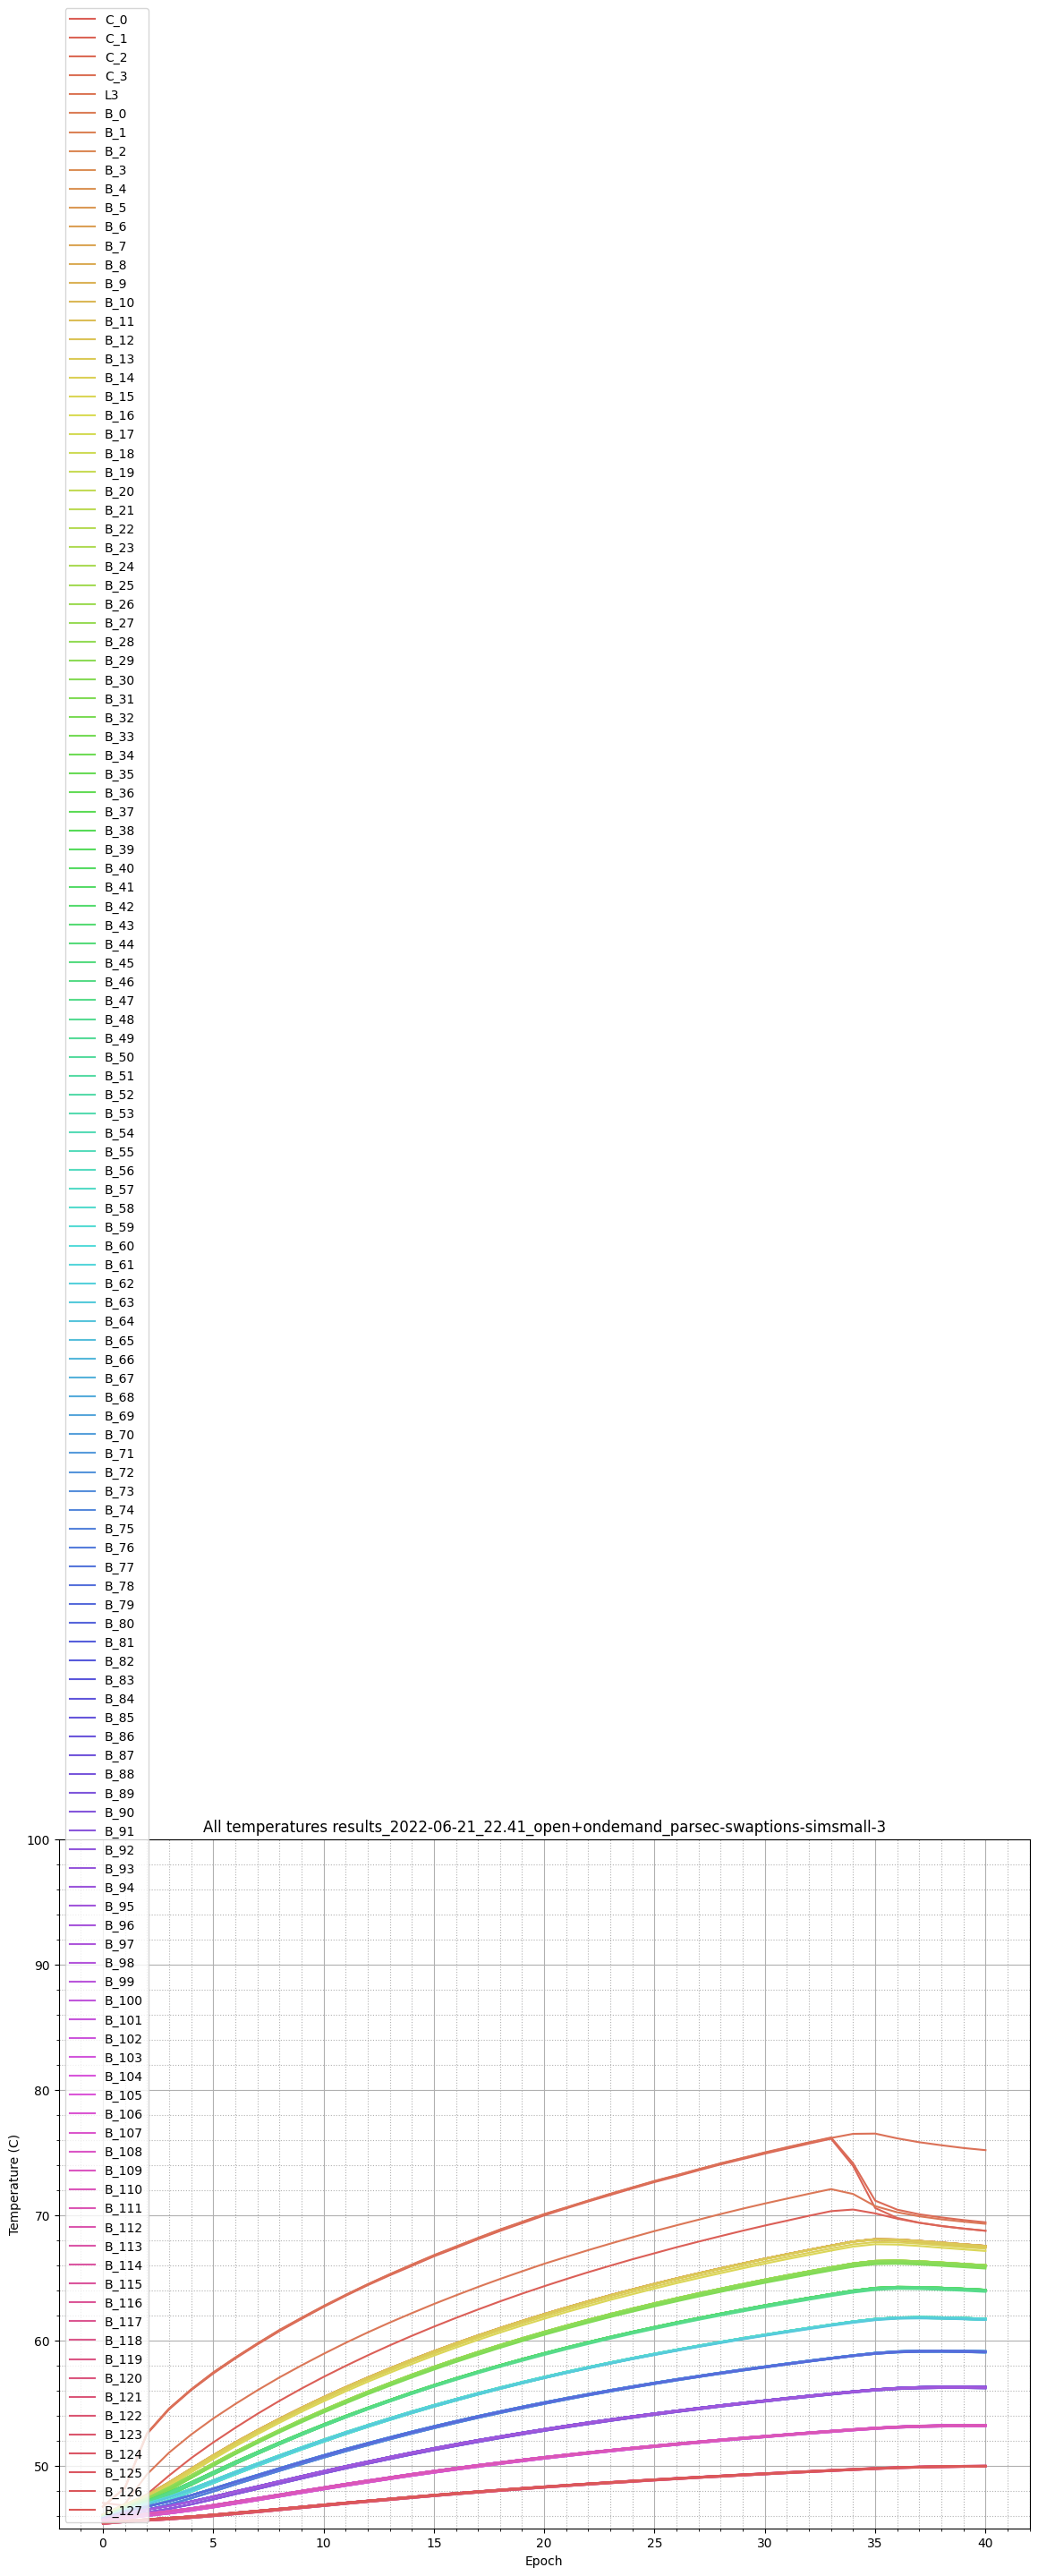 C_0
C_1
C_2
C_3
L3
B_0
B_1
B_2
B_3
B_4
B_5
B_6
B_7
B_8
B_9
B_10
B_11
B_12
B_13
B_14
B_15
B_16
B_17
B_18
B_19
B_20
B_21
B_22
B_23
B_24
B_25
B_26
B_27
B_28
B_29
B_30
B_31
B_32
B_33
B_34
B_35
B_36
B_37
B_38
B_39
B_40
B_41
B_42
B_43
B_44
B_45
B_46
B_47
B_48
B_49
B_50
B_51
B_52
B_53
B_54
B_55
B_56
B_57
B_58
B_59
B_60
B_61
B_62
B_63
B_64
B_65
B_66
B_67
B_68
B_69
B_70
B_71
B_72
B_73
B_74
B_75
B_76
B_77
B_78
B_79
B_80
B_81
B_82
B_83
B_84
B_85
B_86
B_87
B_88
B_89
B_90
B_91
B_92
B_93
B_94
B_95
B_96
B_97
B_98
B_99
B_100
B_101
B_102
B_103
B_104
B_105
B_106
B_107
B_108
B_109
B_110
B_111
B_112
B_113
B_114
B_115
B_116
B_117
B_118
B_119
B_120
B_121
B_122
B_123
B_124
B_125
B_126
B_127
All temperatures results_2022-06-21_22.41_open+ondemand_parsec-swaptions-simsmall-3
100
90
80
70
60
50
Temperature (C)
0 5 10 15 20 25 30 35 40
Epoch